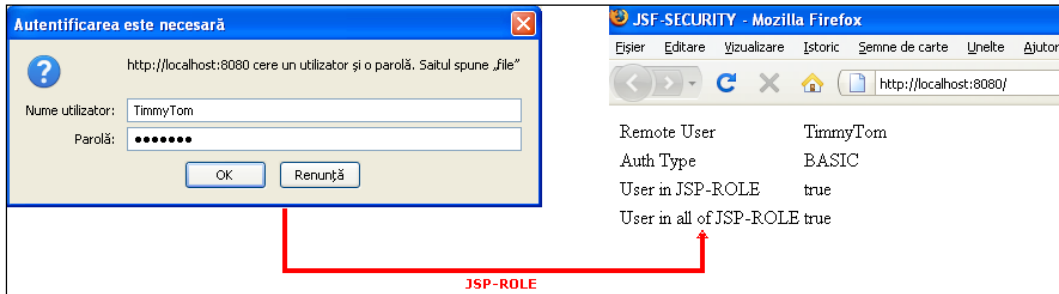 Autentificarea este necesară
http://localhost:8080 cere un utilizator și o parolă. Saitul spune „file”
Nume utilizator: TimmyTom
Parolă: ●●●●●●●
OK Renunță
JSF-SECURITY - Mozilla Firefox
Fișier Editare Vizualizare Istoric Semne de carte Unelte Ajutor
http://localhost:8080/
Remote User TimmyTom
Auth Type BASIC
User in JSP-ROLE true
User in all of JSP-ROLE true
JSP-ROLE